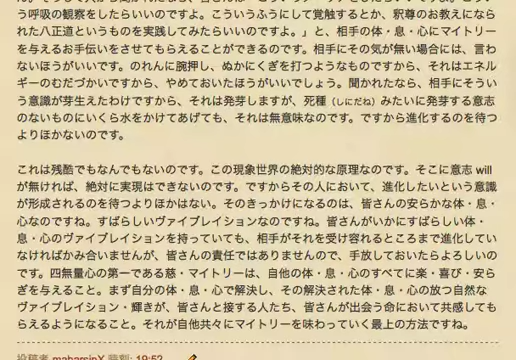 う呼吸の観察をしたらいいのですよ。こういうふうにして覚触するとか、釈尊のお教えになら
れた八正道というものを実践してみたらいいのですよ。」と、相手の体・息・心にマイトリー
を与えるお手伝いをさせてもらえることができるのです。相手にその気が無い場合には、言わ
ないほうがいいです。のれんに腕押し、ぬかにくぎを打つようなものですから、それはエネル
ギーのむだづかいですから、やめておいたほうがいいでしょう。聞かれたなら、相手にそうい
う意識が芽生えたわけですから、それは発芽しますが、死種（しにだね）みたいに発芽する意志
のないものにいくら水をかけてあげても、それは無意味なのです。ですから進化するのを待つ
よりほかないのです。
これは残酷でもなんでもないのです。この現象世界の絶対的な原理なのです。そこに意志 will
が無ければ、絶対に実現はできないのです。ですからその人において、進化したいという意識
が形成されるのを待つよりほかはない。そのきっかけになるのは、皆さんの安らかな体・息・
心なのですね。すばらしいヴァイブレイションなのですね。皆さんがいかにすばらしい体・
息・心のヴァイブレイションを持っていても、相手がそれを受け容れるところまで進化してい
なければかみ合いませんが、皆さんの責任ではありませんので、手放しておいたらよろしいの
です。四無量心の第一である慈・マイトリーは、自他の体・息・心のすべてに楽・喜び・安ら
ぎを与えること。まず自分の体・息・心で解決し、その解決された体・息・心の放つ自然な
ヴァイブレイション・輝きが、皆さんと接する人たち、皆さんが出会う命において共感しても
らえるようになること。それが自他共々にマイトリーを味わっていく最上の方法ですね。
投稿者 maharsipX 時刻: 19:52